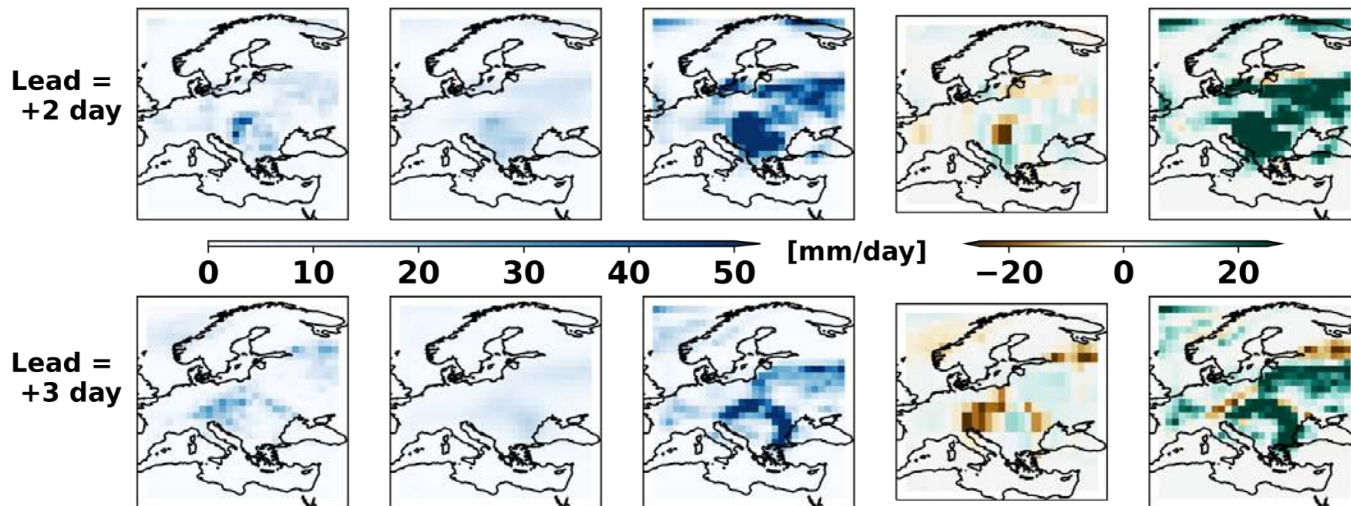 Lead =
+2 day
0 10 20 30 40 50 [mm/day] −20 0 20
Lead =
+3 day